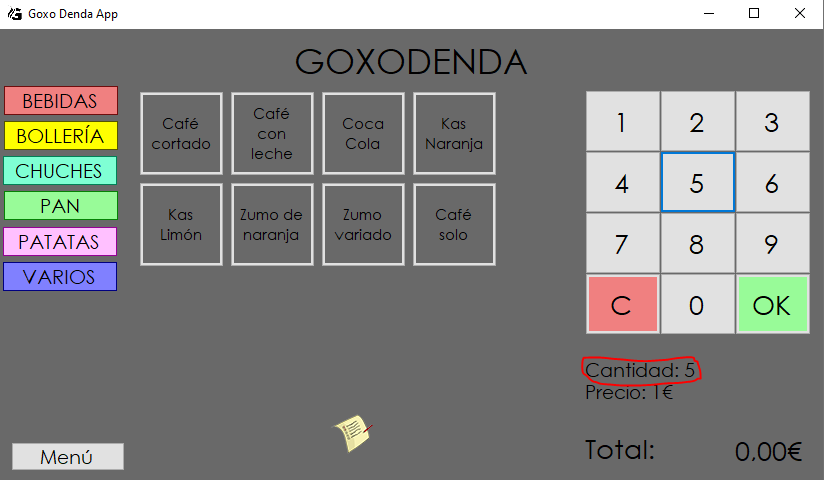 Goxo Denda App
GOXODENDA
BEBIDAS
BOLLERÍA
CHUCHES
PAN
PATATAS
VARIOS
Café
cortado
Café
con
leche
Coca
Cola
Kas
Naranja
Kas
Limón
Zumo de
naranja
Zumo
variado
Café
solo
1 2 3
4 5 6
7 8 9
C 0 OK
Cantidad: 5
Precio: 1€
Total: 0,00€
Menú